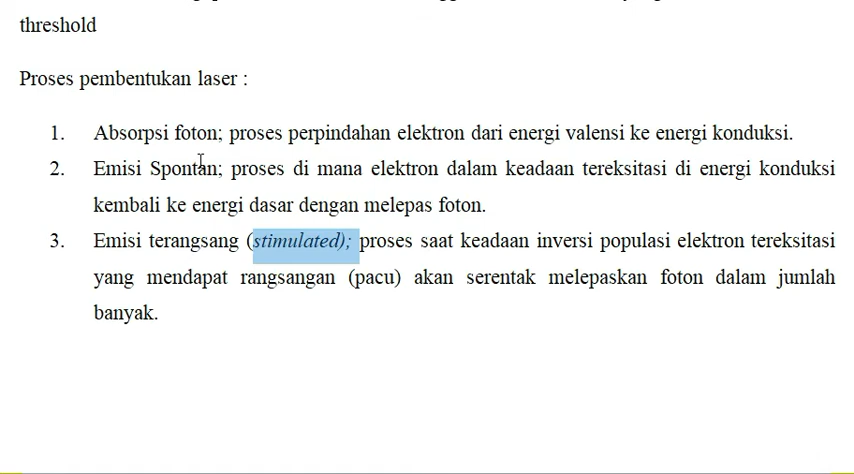 threshold
Proses pembentukan laser :
1. Absorpsi foton; proses perpindahan elektron dari energi valensi ke energi konduksi.
2. Emisi Spontan; proses di mana elektron dalam keadaan tereksitasi di energi konduksi
kembali ke energi dasar dengan melepas foton.
3. Emisi terangsang (stimulated); proses saat keadaan inversi populasi elektron tereksitasi
yang mendapat rangsangan (pacu) akan serentak melepaskan foton dalam jumlah
banyak.